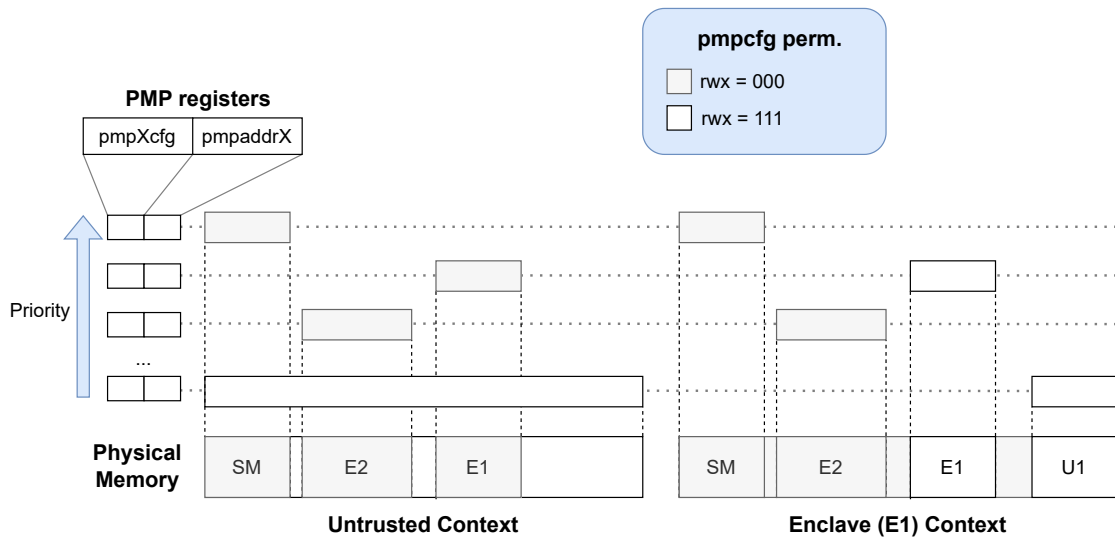 pmpcfg perm.
rwx = 000
rwx = 111
PMP registers
pmpXcfg pmpaddrX
Priority
...
Physical
Memory
SM E2 E1 SM E2 E1 U1
Untrusted Context Enclave (E1) Context